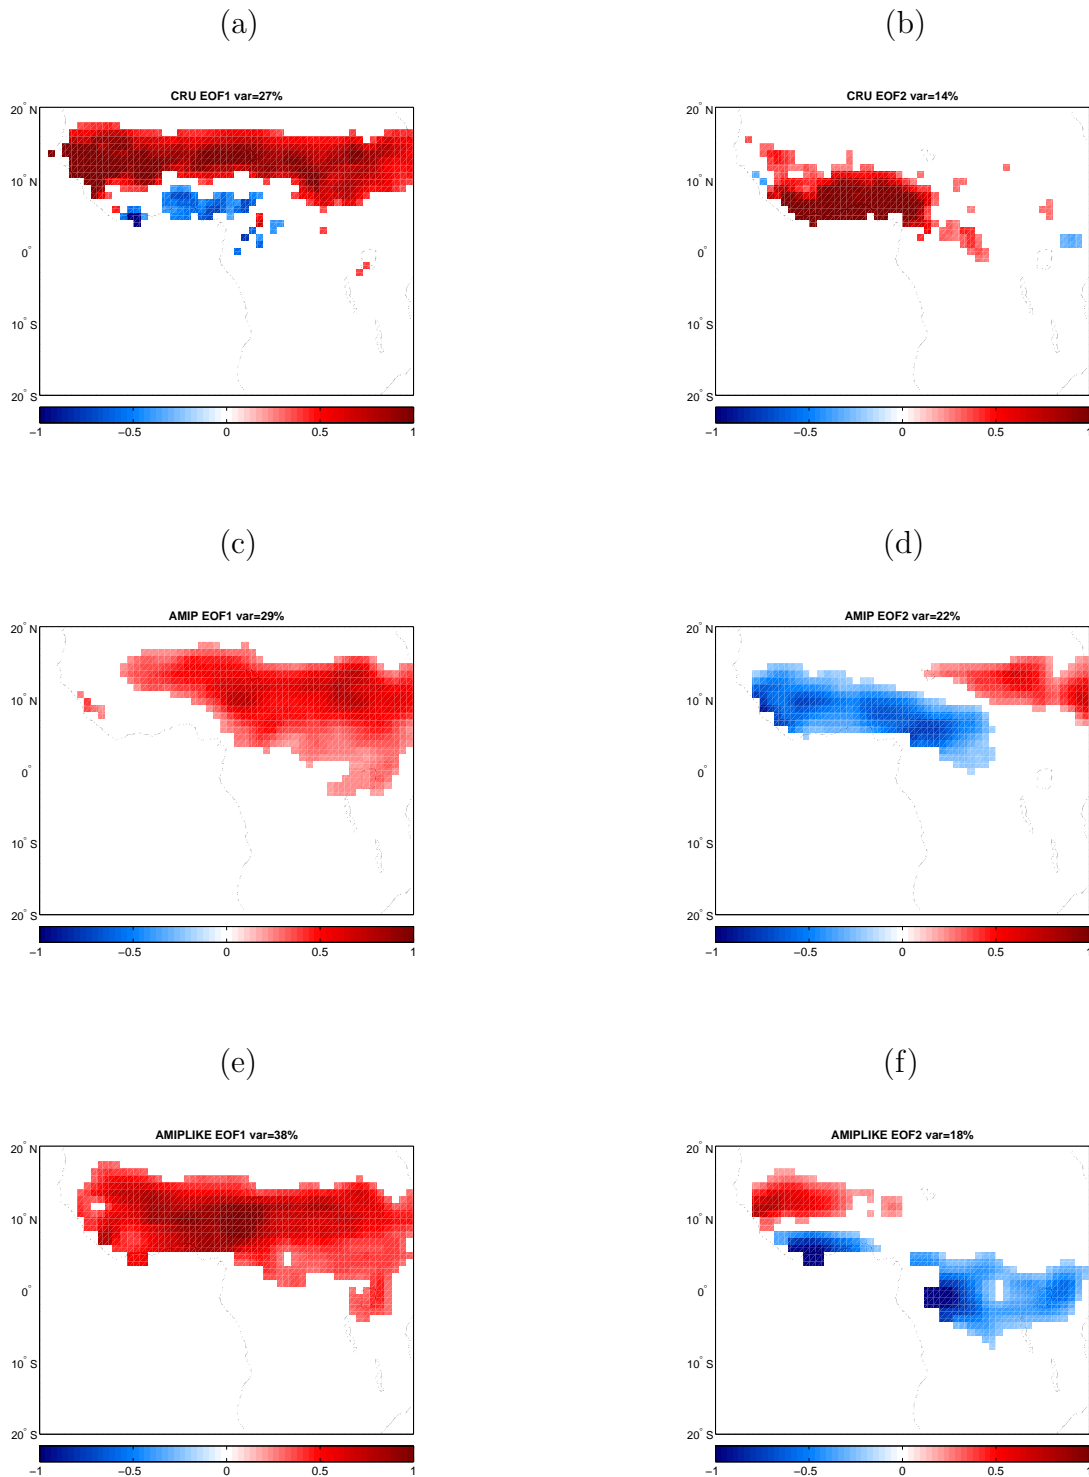 (a)
CRU EOF1 var=27%
20° N
10° N
0°
10° S
20° S
−1 −0.5 0 0.5 1
(b)
CRU EOF2 var=14%
20° N
10° N
0°
10° S
20° S
−1 −0.5 0 0.5 1
(c)
AMIP EOF1 var=29%
20° N
10° N
0°
10° S
20° S
−1 −0.5 0 0.5 1
(d)
AMIP EOF2 var=22%
20° N
10° N
0°
10° S
20° S
−1 −0.5 0 0.5 1
(e)
AMIPLIKE EOF1 var=38%
20° N
10° N
0°
10° S
20° S
−1 −0.5 0 0.5 1
(f)
AMIPLIKE EOF2 var=18%
20° N
10° N
0°
10° S
20° S
−1 −0.5 0 0.5 1